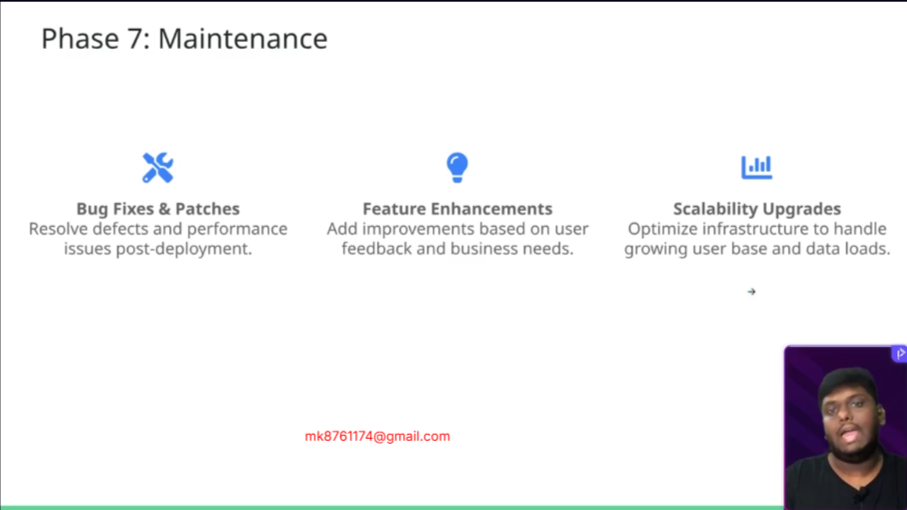 Phase 7: Maintenance
Bug Fixes & Patches
Resolve defects and performance
issues post-deployment.
Feature Enhancements
Add improvements based on user
feedback and business needs.
Scalability Upgrades
Optimize infrastructure to handle
growing user base and data loads.
mk8761174@gmail.com